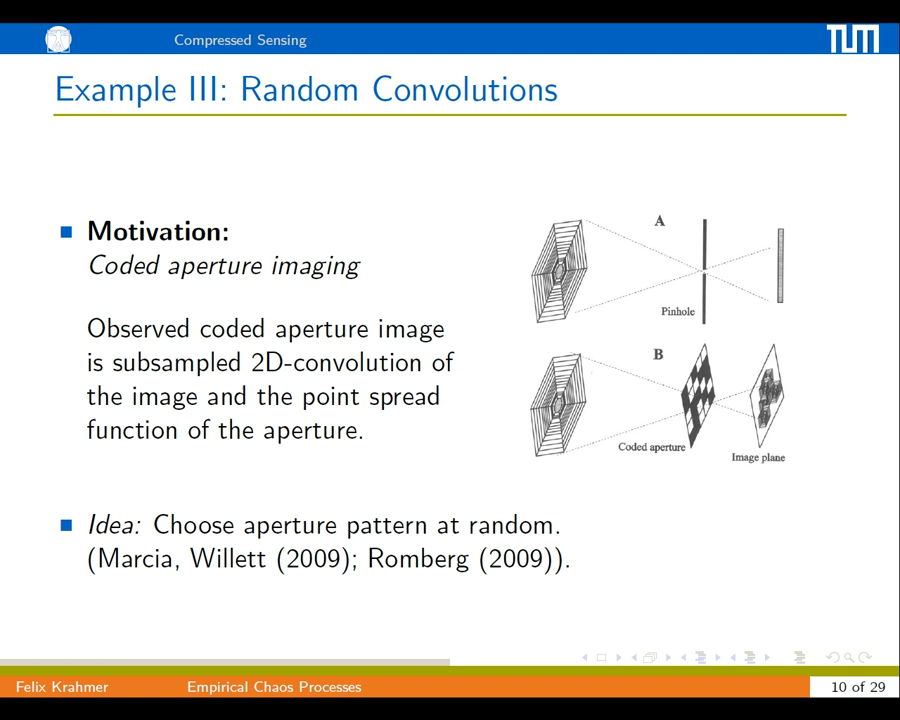 Compressed Sensing
TUM
Example III: Random Convolutions
Motivation:
Coded aperture imaging
Observed coded aperture image
is subsampled 2D-convolution of
the image and the point spread
function of the aperture.
A
Pinhole
B
Coded aperture
Image plane
Idea: Choose aperture pattern at random.
(Marcia, Willett (2009); Romberg (2009)).
Felix Krahmer
Empirical Chaos Processes
10 of 29